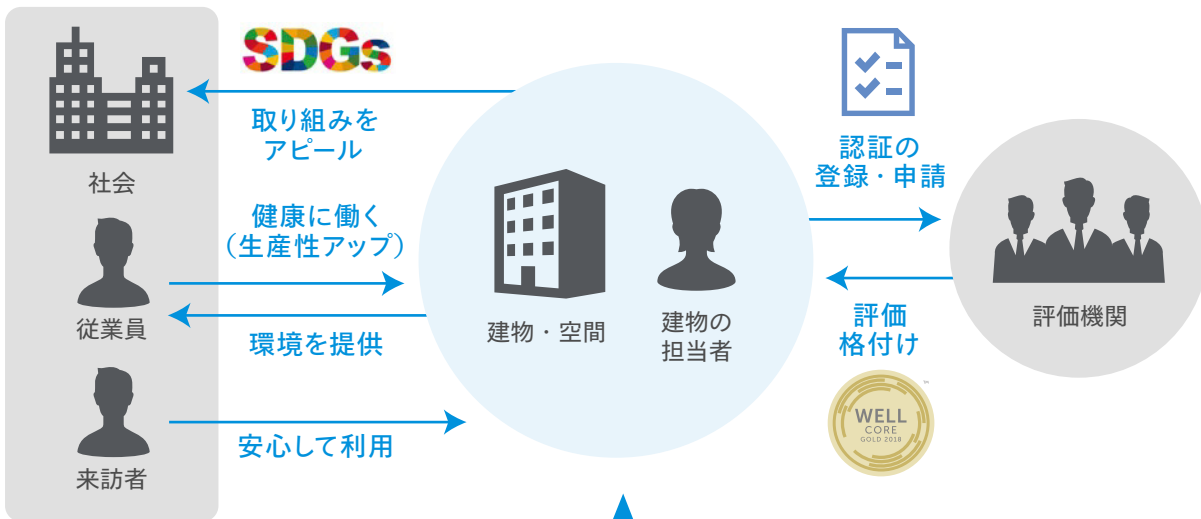 SDGs
取り組みを
アピール
社会
健康に働く
（生産性アップ）
従業員
環境を提供
来訪者
安心して利用
建物・空間
建物の
担当者
認証の
登録・申請
評価
格付け
WELL
CORE
GOLD 2018
™
評価機関